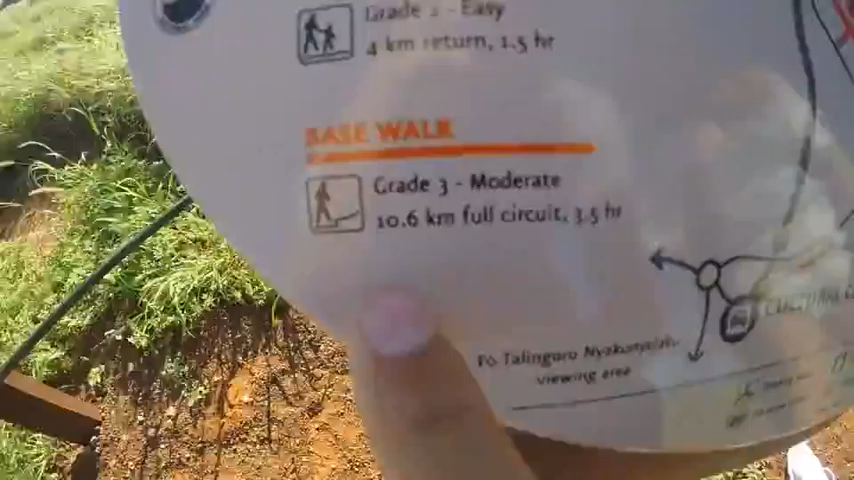 Grade 2 - Easy
4 km return, 1.5 hr
BASE WALK
Grade 3 - Moderate
10.6 km full circuit, 3.5 hr
to Talinguru Nyakunytjaku
viewing area